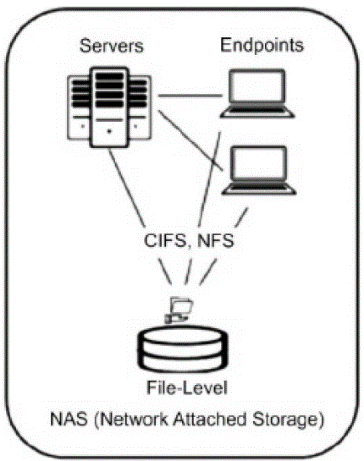 Servers
Endpoints
CIFS, NFS
File-Level
NAS (Network Attached Storage)